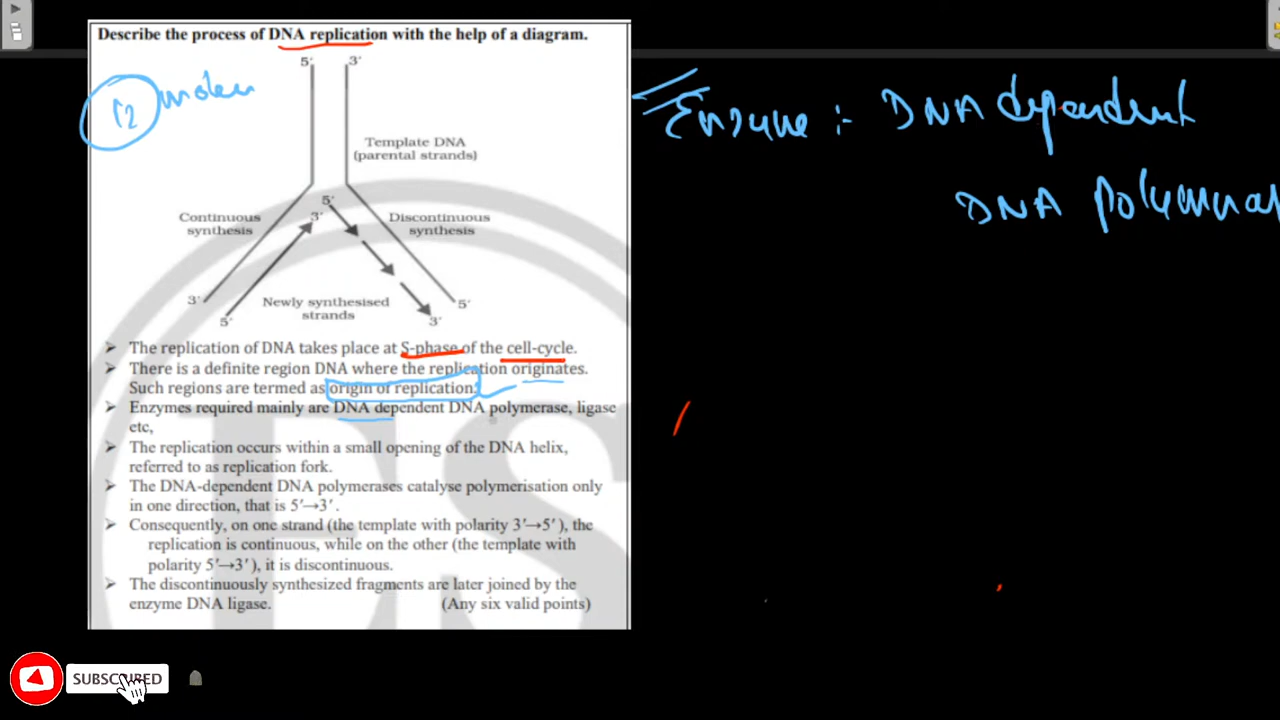 Describe the process of DNA replication with the help of a diagram.
5′ 3′
Template DNA
(parental strands)
5′
3′
Continuous
synthesis
Discontinuous
synthesis
3′
5′
Newly synthesised
strands
5′
3′
➢ The replication of DNA takes place at S-phase of the cell-cycle.
➢ There is a definite region DNA where the replication originates.
Such regions are termed as origin of replication.
➢ Enzymes required mainly are DNA dependent DNA polymerase, ligase
etc,
➢ The replication occurs within a small opening of the DNA helix,
referred to as replication fork.
➢ The DNA-dependent DNA polymerases catalyse polymerisation only
in one direction, that is 5′→3′.
➢ Consequently, on one strand (the template with polarity 3′→5′), the
replication is continuous, while on the other (the template with
polarity 5′→3′), it is discontinuous.
➢ The discontinuously synthesized fragments are later joined by the
enzyme DNA ligase. (Any six valid points)
Enzyme :- DNA dependent
DNA
SUBSCRIBED